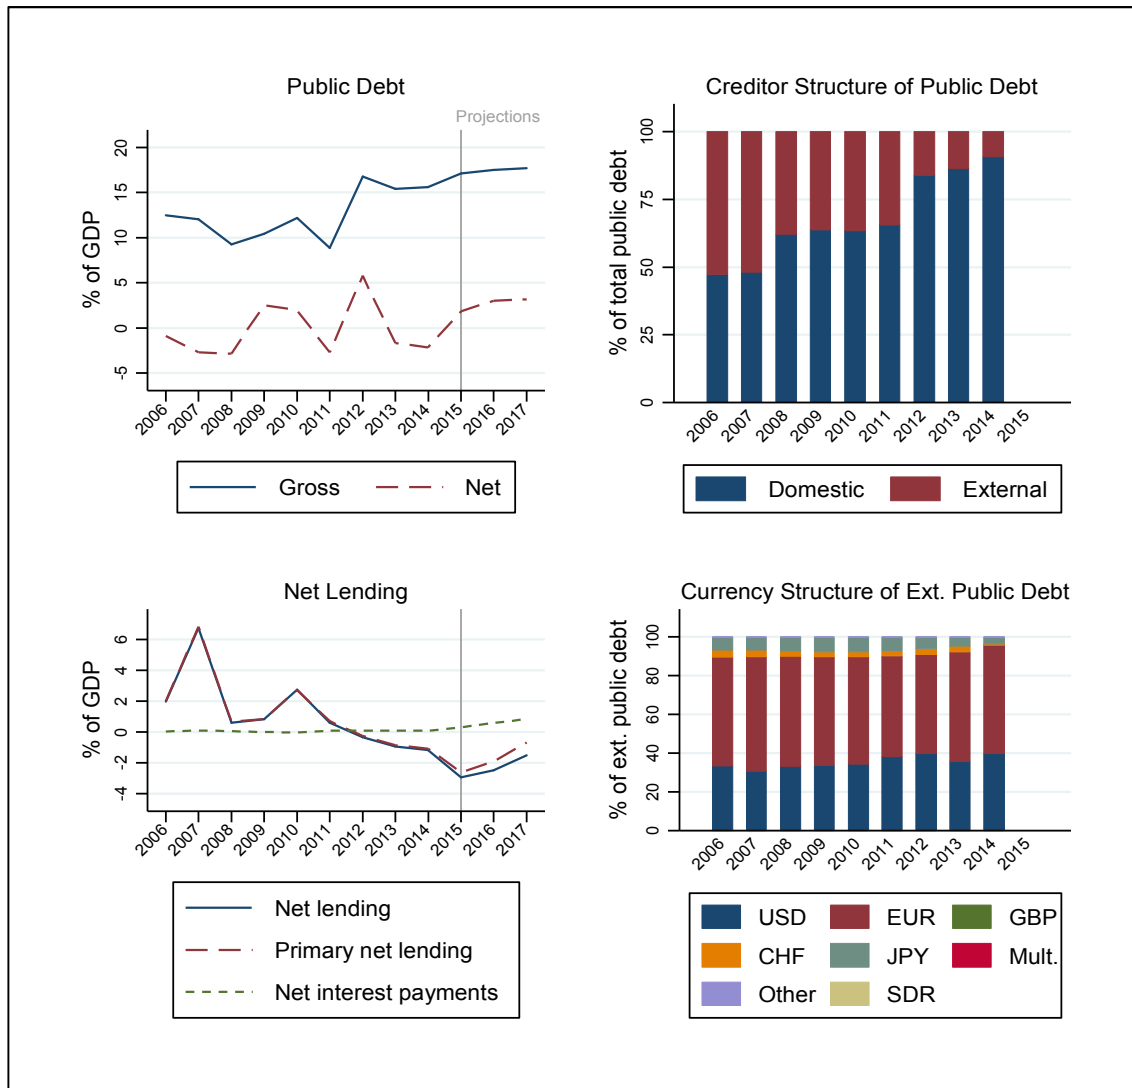 Public Debt
Projections
% of GDP
20
15
10
5
0
-5
2006 2007 2008 2009 2010 2011 2012 2013 2014 2015 2016 2017
Gross Net
Creditor Structure of Public Debt
% of total public debt
100
75
50
25
0
2006 2007 2008 2009 2010 2011 2012 2013 2014 2015
Domestic External
Net Lending
% of GDP
6
4
2
0
-2
-4
2006 2007 2008 2009 2010 2011 2012 2013 2014 2015 2016 2017
Net lending
Primary net lending
Net interest payments
Currency Structure of Ext. Public Debt
% of ext. public debt
100
80
60
40
20
0
2006 2007 2008 2009 2010 2011 2012 2013 2014 2015
USD EUR GBP
CHF JPY Mult.
Other SDR